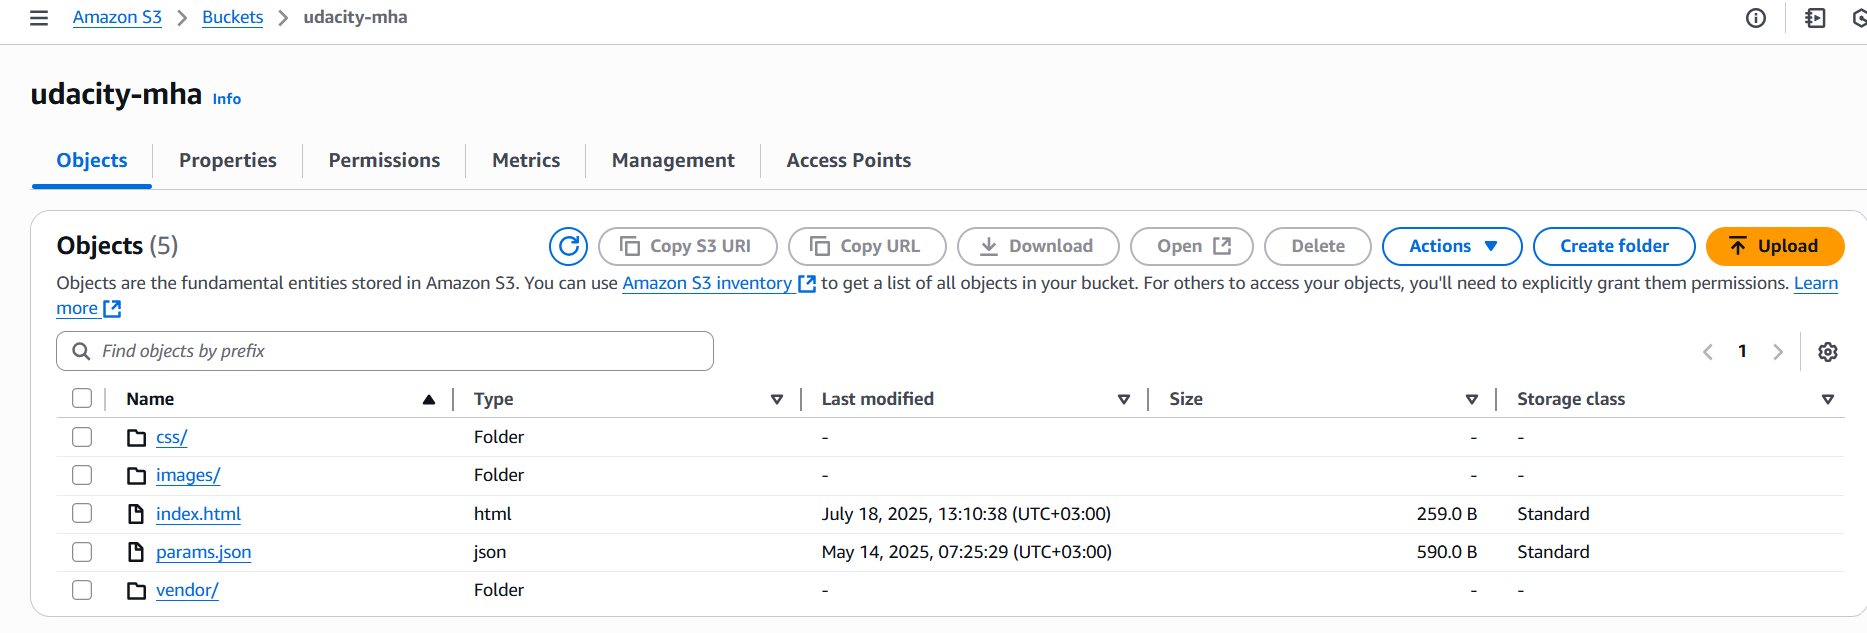 Amazon S3 > Buckets > udacity-mha
udacity-mha Info
Objects Properties Permissions Metrics Management Access Points
Objects (5) Copy S3 URI Copy URL Download Open Delete Actions Create folder Upload
Objects are the fundamental entities stored in Amazon S3. You can use Amazon S3 inventory to get a list of all objects in your bucket. For others to access your objects, you'll need to explicitly grant them permissions. Learn
more
Find objects by prefix
1
Name Type Last modified Size Storage class
css/ Folder - - -
images/ Folder - - -
index.html html July 18, 2025, 13:10:38 (UTC+03:00) 259.0 B Standard
params.json json May 14, 2025, 07:25:29 (UTC+03:00) 590.0 B Standard
vendor/ Folder - - -